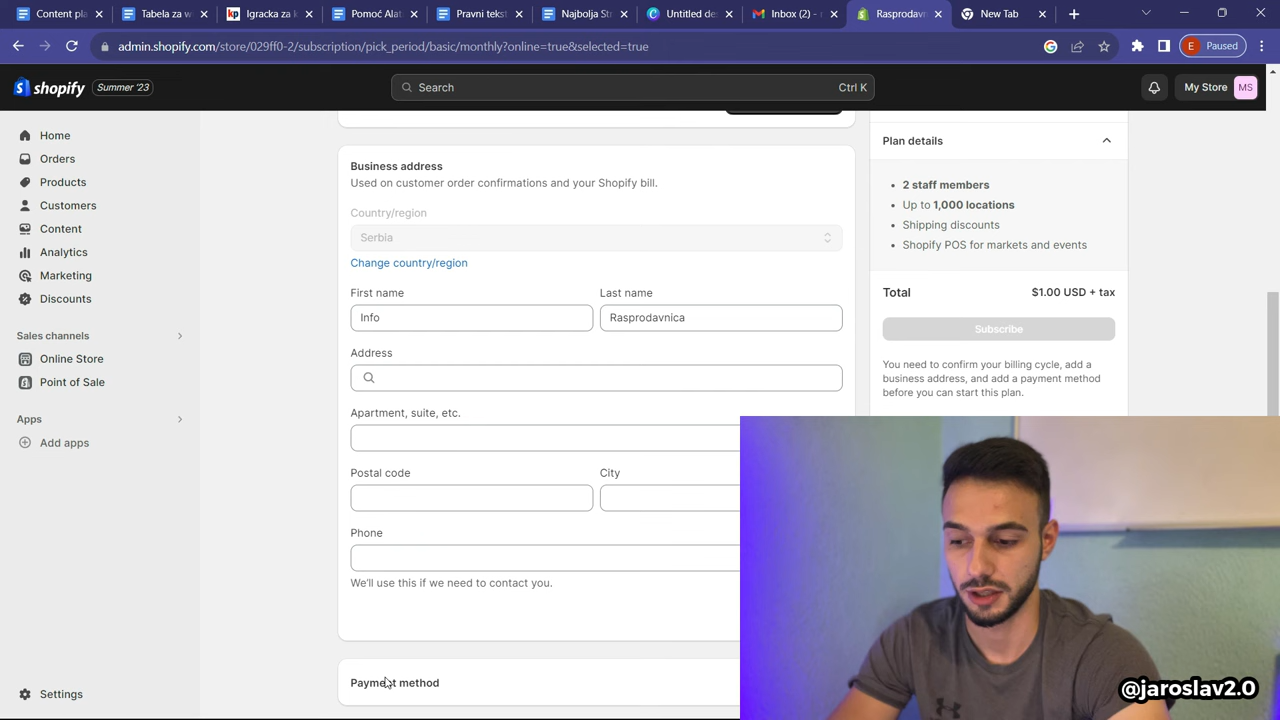 Content pla
Tabela za w
Igracka za k
Pomoć Alat
Pravni tekst
Najbolja Str
Untitled des
Inbox (2) - r
Rasprodavn
New Tab
admin.shopify.com/store/029ff0-2/subscription/pick_period/basic/monthly?online=true&selected=true
E Paused
shopify
Summer '23
Search
Ctrl K
My Store
MS
Home
Orders
Products
Customers
Content
Analytics
Marketing
Discounts
Sales channels
Online Store
Point of Sale
Apps
Add apps
Settings
Business address
Used on customer order confirmations and your Shopify bill.
Country/region
Serbia
Change country/region
First name
Last name
Info
Rasprodavnica
Address
Apartment, suite, etc.
Postal code
City
Phone
We'll use this if we need to contact you.
Payment method
Plan details
2 staff members
Up to 1,000 locations
Shipping discounts
Shopify POS for markets and events
Total
$1.00 USD + tax
Subscribe
You need to confirm your billing cycle, add a
business address, and add a payment method
before you can start this plan.
@jaroslav2.0